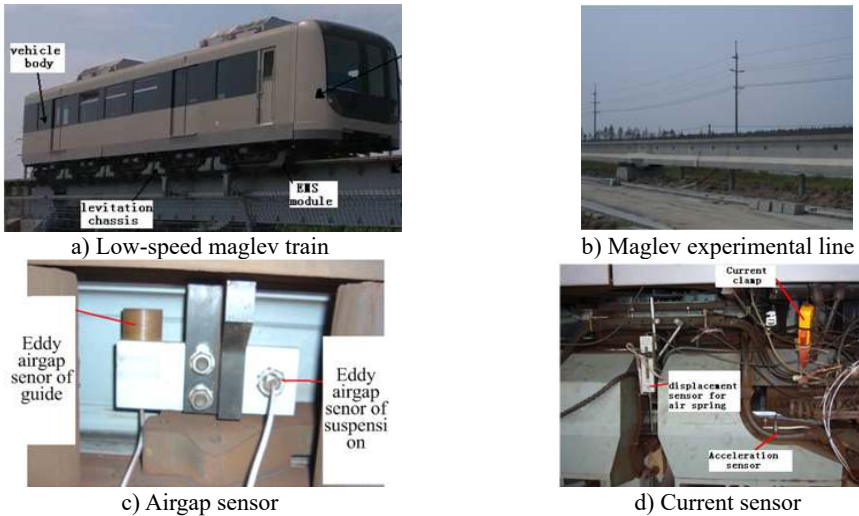 vehicle
body
levitation
chassis
EMS
module
a) Low-speed maglev train
b) Maglev experimental line
Eddy
airgap
senor of
guide
Eddy
airgap
senor of
suspensi
on
c) Airgap sensor
Current
clamp
displacement
sensor for
air spring
Acceleration
sensor
d) Current sensor